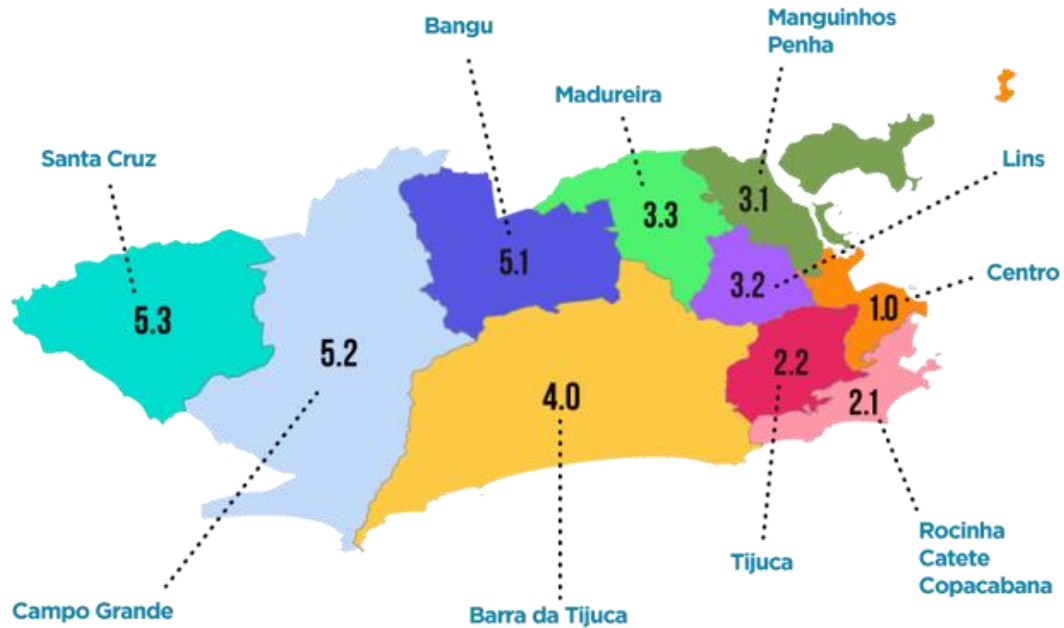 Manguinhos
Penha
Bangu
Madureira
Santa Cruz
Lins
3.1
3.3
5.1
3.2
Centro
1.0
5.3
5.2
2.2
4.0
2.1
Rocinha
Catete
Copacabana
Tijuca
Campo Grande
Barra da Tijuca